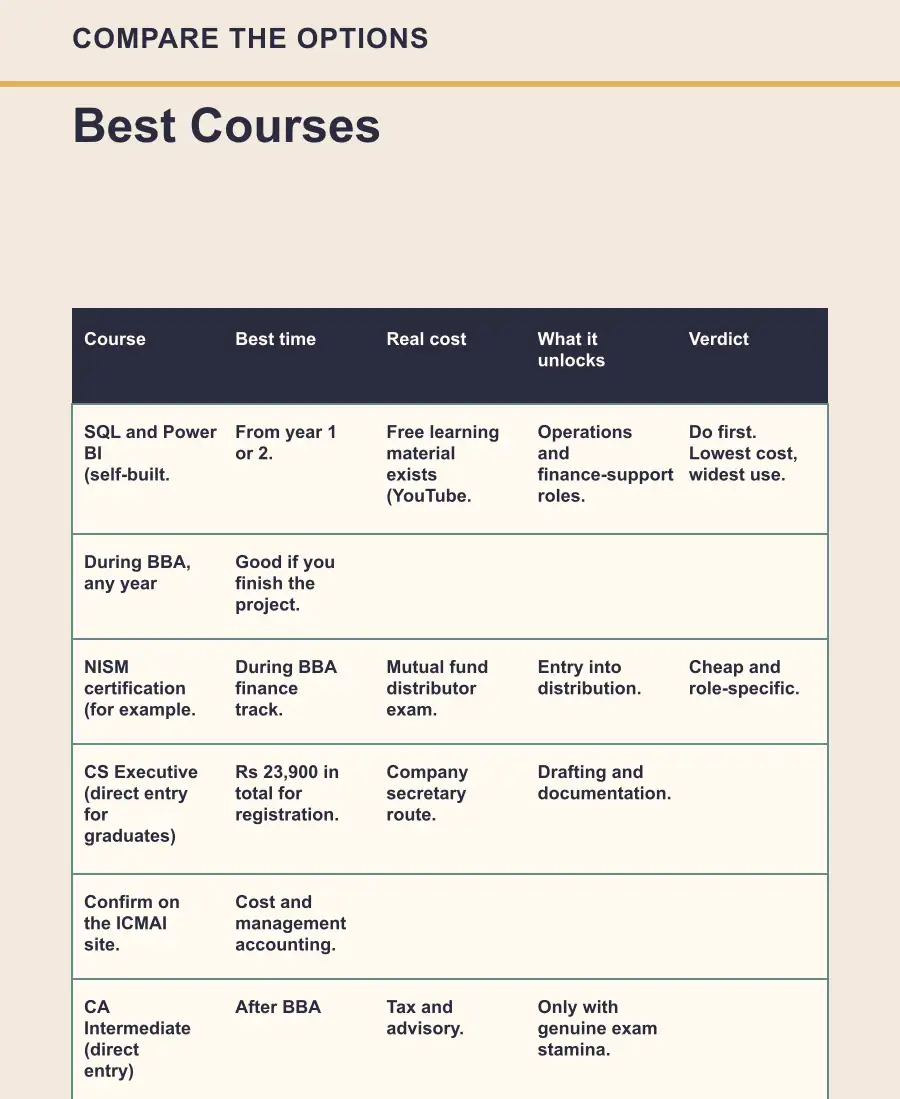 COMPARE THE OPTIONS
Best Courses
Course
Best time
Real cost
What it
unlocks
Verdict
SQL and Power
BI
(self-built.
From year 1
or 2.
Free learning
material
exists
(YouTube.
Operations
and
finance-support
roles.
Do first.
Lowest cost,
widest use.
During BBA,
any year
Good if you
finish the
project.
NISM
certification
(for example.
During BBA
finance
track.
Mutual fund
distributor
exam.
Entry into
distribution.
Cheap and
role-specific.
CS Executive
(direct entry
for
graduates)
Rs 23,900 in
total for
registration.
Company
secretary
route.
Drafting and
documentation.
Confirm on
the ICMAI
site.
Cost and
management
accounting.
CA
Intermediate
(direct
entry)
After BBA
Tax and
advisory.
Only with
genuine exam
stamina.